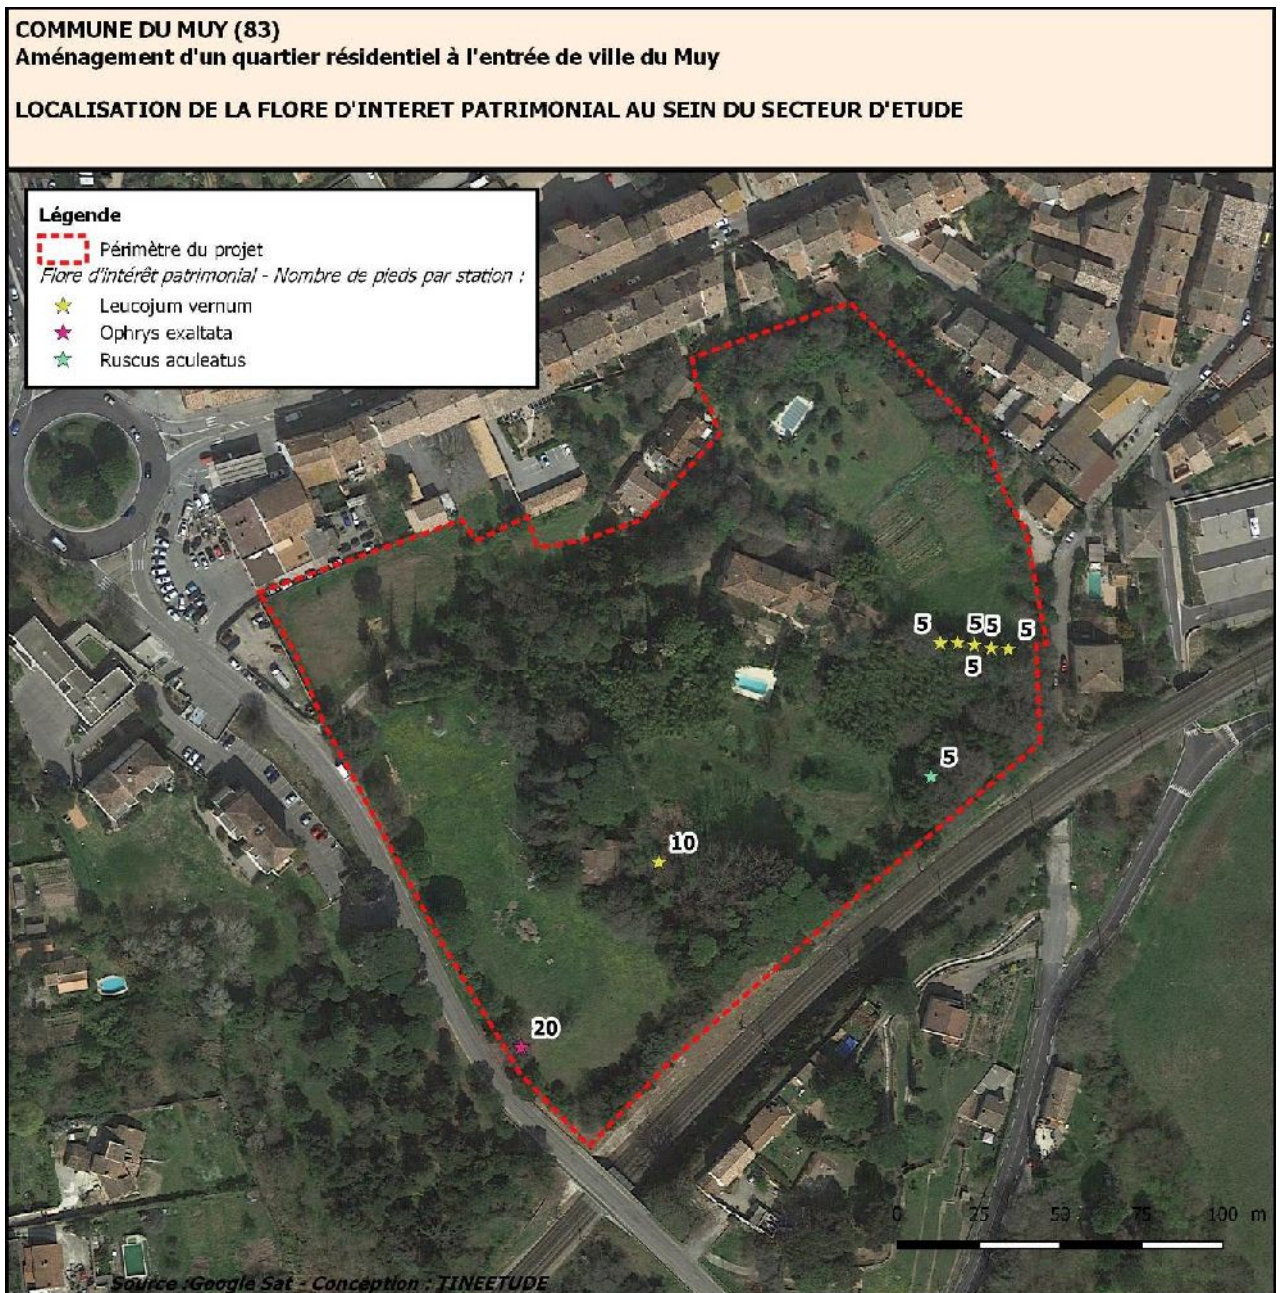 COMMUNE DU MUY (83)
Aménagement d'un quartier résidentiel à l'entrée de ville du Muy
LOCALISATION DE LA FLORE D'INTERET PATRIMONIAL AU SEIN DU SECTEUR D'ETUDE
Légende
Périmètre du projet
Flore d'intérêt patrimonial - Nombre de pieds par station :
Leucojum vernum
Ophrys exaltata
Ruscus aculeatus
5 5 5 5
5
5
10
20
0 25 50 75 100 m
Source :Google Sat - Conception : TINEETUDE